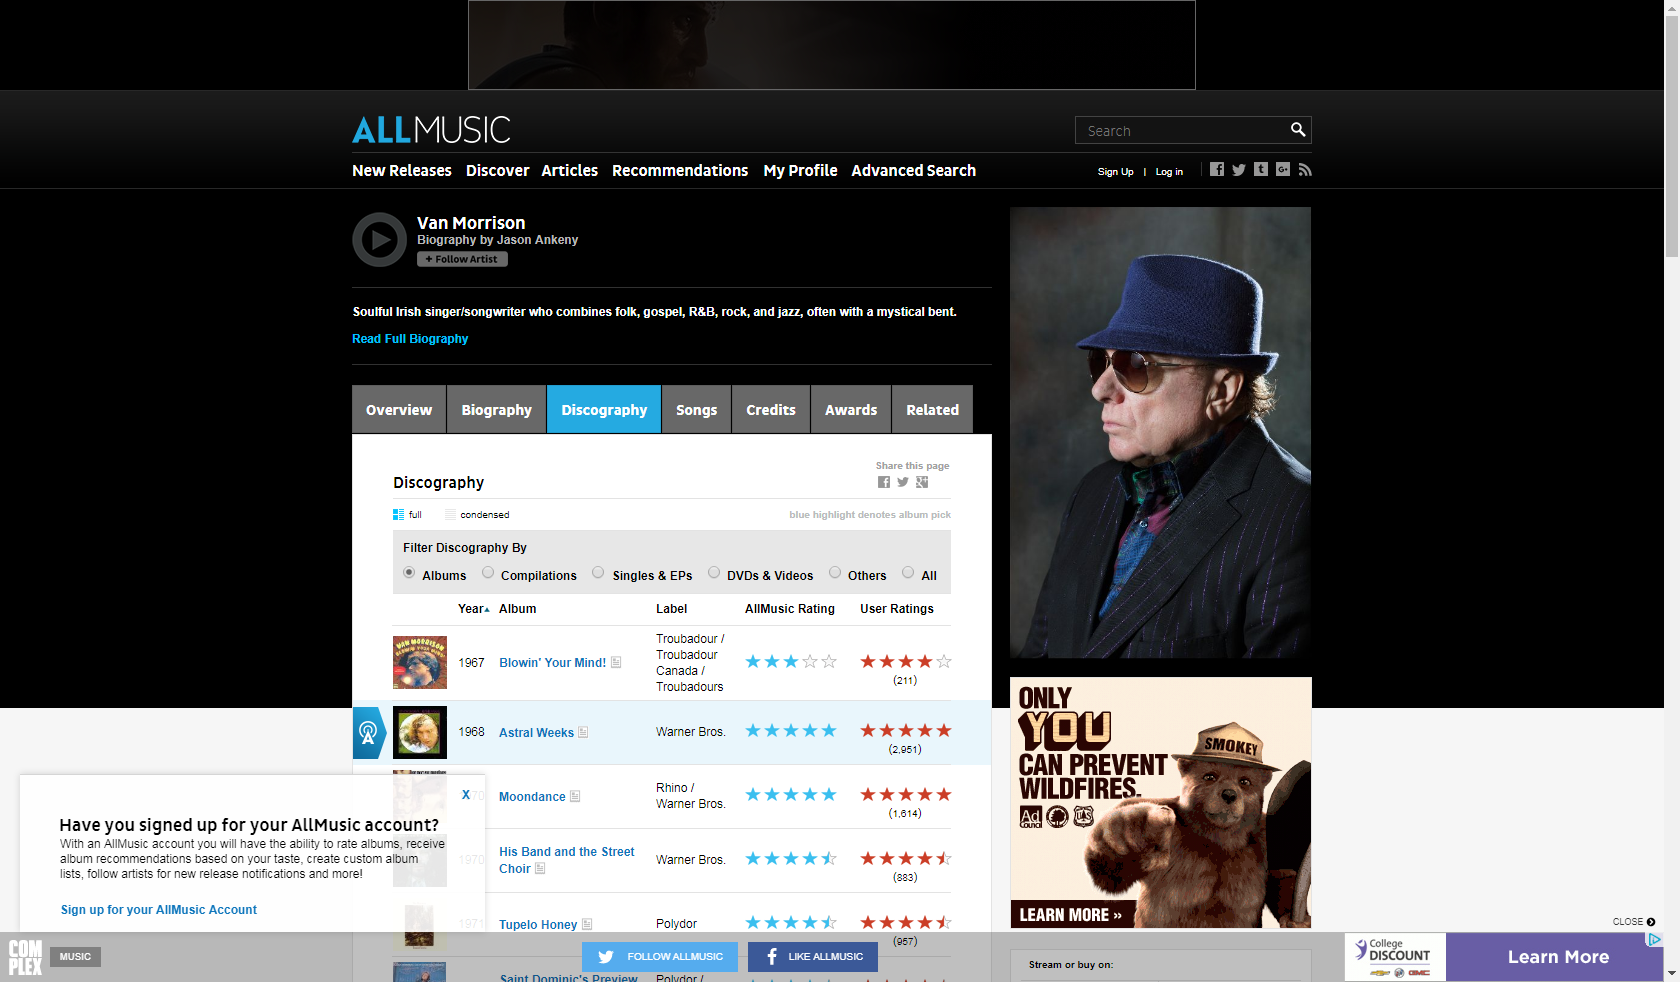 ALLMUSIC
Search
New Releases Discover Articles Recommendations My Profile Advanced Search
Sign Up | Log in
Van Morrison
Biography by Jason Ankeny
+ Follow Artist
Soulful Irish singer/songwriter who combines folk, gospel, R&B, rock, and jazz, often with a mystical bent.
Read Full Biography
Overview Biography Discography Songs Credits Awards Related
Share this page
Discography
full condensed blue highlight denotes album pick
Filter Discography By
Albums Compilations Singles & EPs DVDs & Videos Others All
Year Album Label AllMusic Rating User Ratings
VAN MORRISON
BLOWIN' YOUR MIND!
1967 Blowin' Your Mind! Troubadour /
Troubadour
Canada /
Troubadours
(211)
1968 Astral Weeks Warner Bros.
(2,951)
1970 Moondance Rhino /
Warner Bros.
(1,614)
1970 His Band and the Street
Choir Warner Bros.
(883)
1971 Tupelo Honey Polydor
(957)
Saint Dominic's Preview Polydor /
X
Have you signed up for your AllMusic account?
With an AllMusic account you will have the ability to rate albums, receive
album recommendations based on your taste, create custom album
lists, follow artists for new release notifications and more!
Sign up for your AllMusic Account
ONLY
YOU
CAN PREVENT
WILDFIRES.
Ad
Council
U S
SMOKEY
LEARN MORE »
Stream or buy on:
CLOSE
COM
PLEX
MUSIC
FOLLOW ALLMUSIC
LIKE ALLMUSIC
College
DISCOUNT
GMC
Learn More